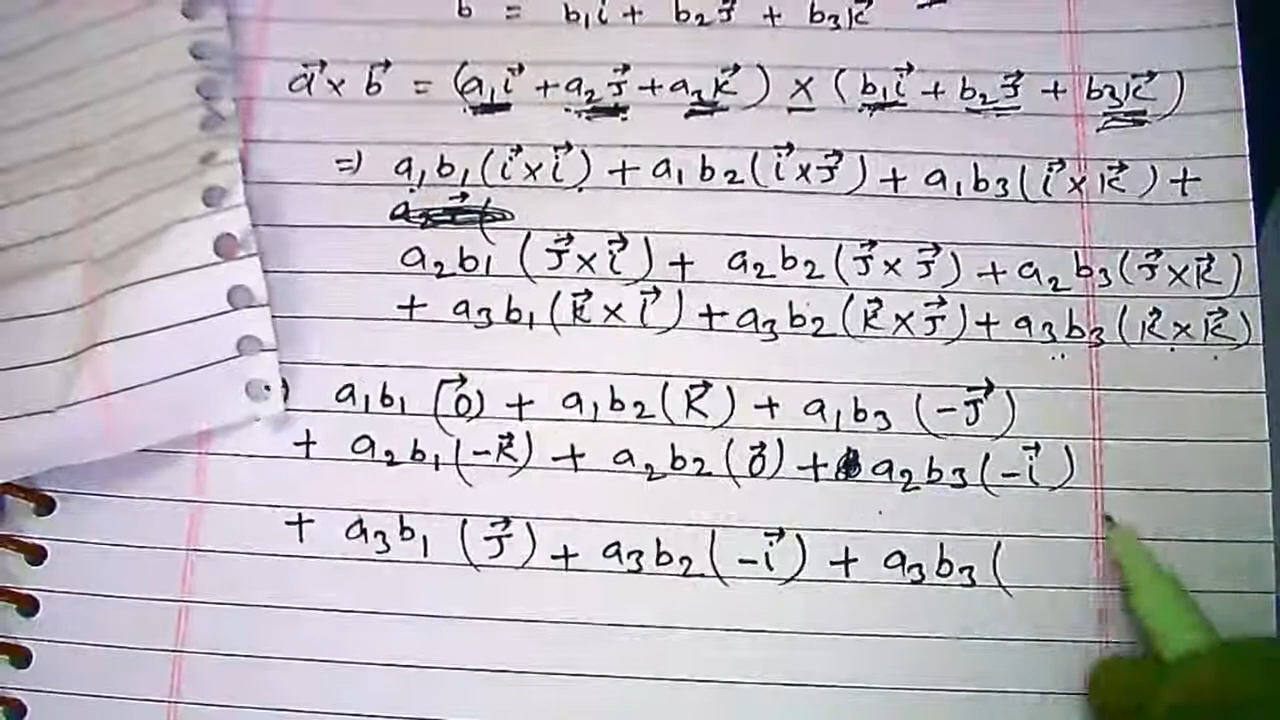 b = b₁i + b₂j⃗ + b₃k⃗
a⃗ × b⃗ = (a₁i⃗ + a₂j⃗ + a₃k⃗) × (b₁i⃗ + b₂j⃗ + b₃k⃗)
⇒ a₁b₁(i⃗×i⃗) + a₁b₂(i⃗×j⃗) + a₁b₃(i⃗×k⃗) +
a₂b₁(j⃗×i⃗) + a₂b₂(j⃗×j⃗) + a₂b₃(j⃗×k⃗)
+ a₃b₁(k⃗×i⃗) + a₃b₂(k⃗×j⃗) + a₃b₃(k⃗×k⃗)
a₁b₁(0⃗) + a₁b₂(k⃗) + a₁b₃(-j⃗)
+ a₂b₁(-k⃗) + a₂b₂(0⃗) + a₂b₃(-i⃗)
+ a₃b₁(j⃗) + a₃b₂(-i⃗) + a₃b₃(